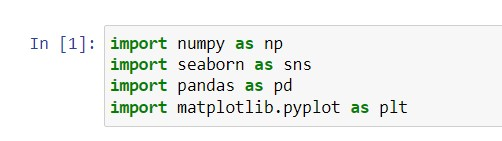 In [1]: import numpy as np
import seaborn as sns
import pandas as pd
import matplotlib.pyplot as plt